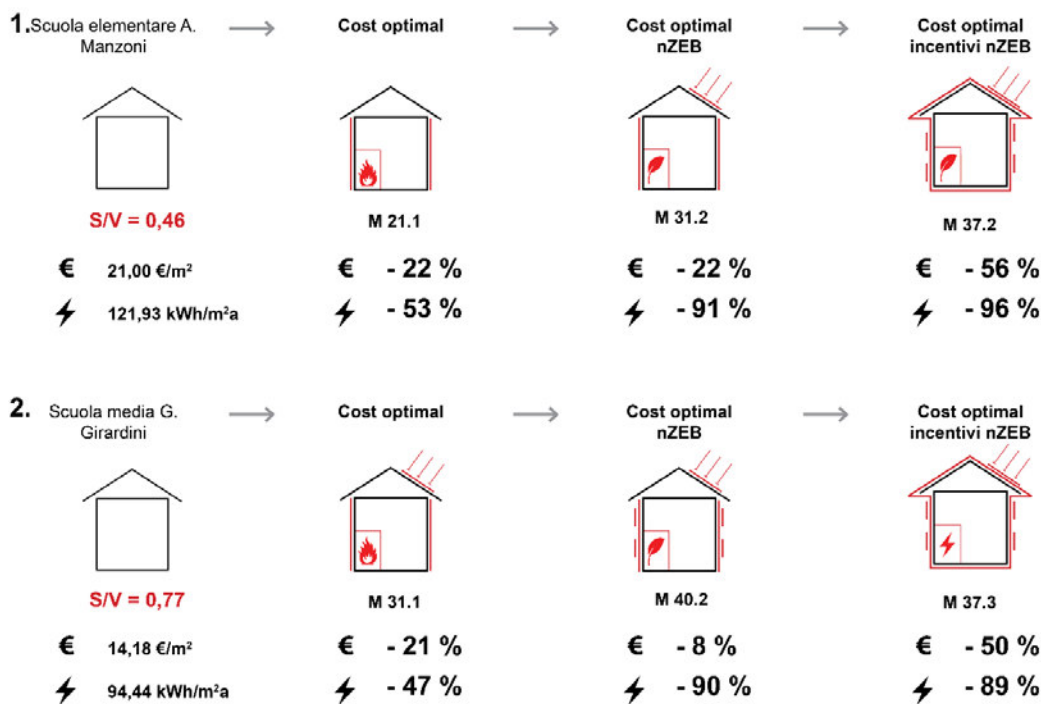 1. Scuola elementare A.
Manzoni
Cost optimal
Cost optimal
nZEB
Cost optimal
incentivi nZEB
S/V = 0,46
M 21.1
M 31.2
M 37.2
€ 21,00 €/m²
€ - 22 %
€ - 22 %
€ - 56 %
121,93 kWh/m²a
- 53 %
- 91 %
- 96 %
2. Scuola media G.
Girardini
Cost optimal
Cost optimal
nZEB
Cost optimal
incentivi nZEB
S/V = 0,77
M 31.1
M 40.2
M 37.3
€ 14,18 €/m²
€ - 21 %
€ - 8 %
€ - 50 %
94,44 kWh/m²a
- 47 %
- 90 %
- 89 %